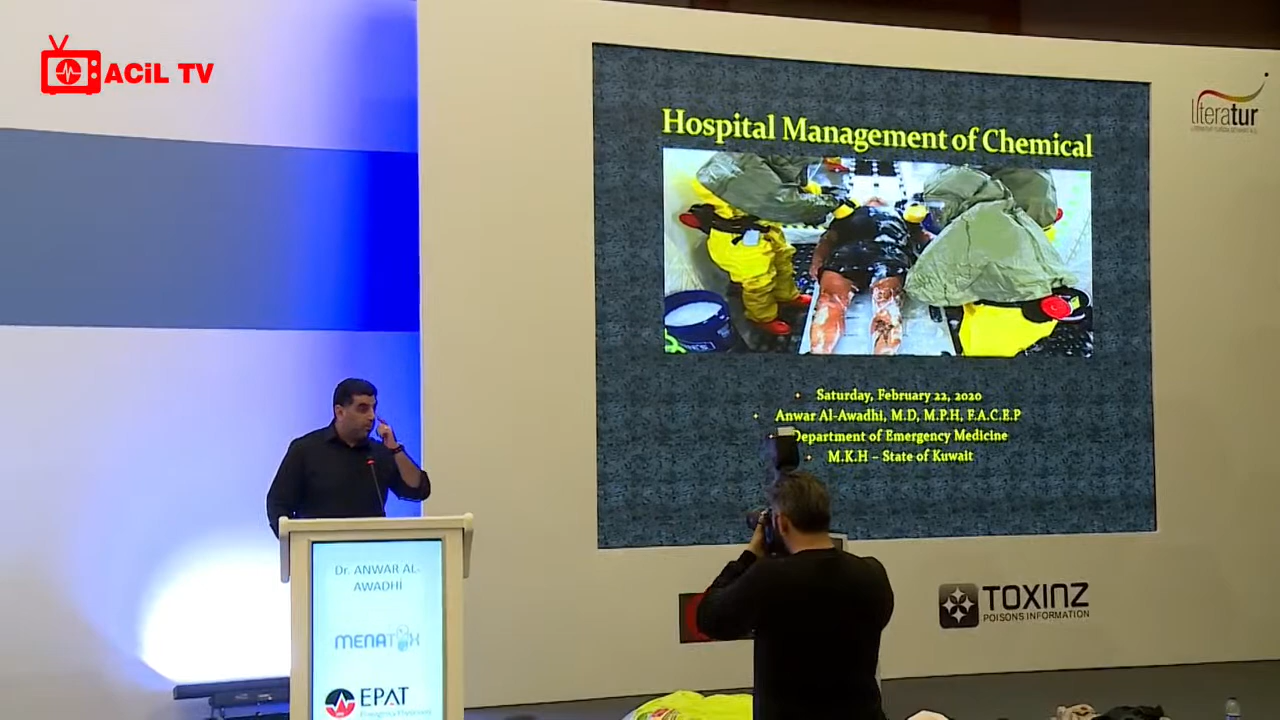 ACiL TV
Hospital Management of Chemical
Saturday, February 22, 2020
Anwar Al-Awadhi, M.D, M.P.H, F.A.C.E.P
Department of Emergency Medicine
M.K.H – State of Kuwait
literatur
Dr. ANWAR AL-
AWADHİ
MENATOX
EPAT
TOXINZ
POISONS INFORMATION